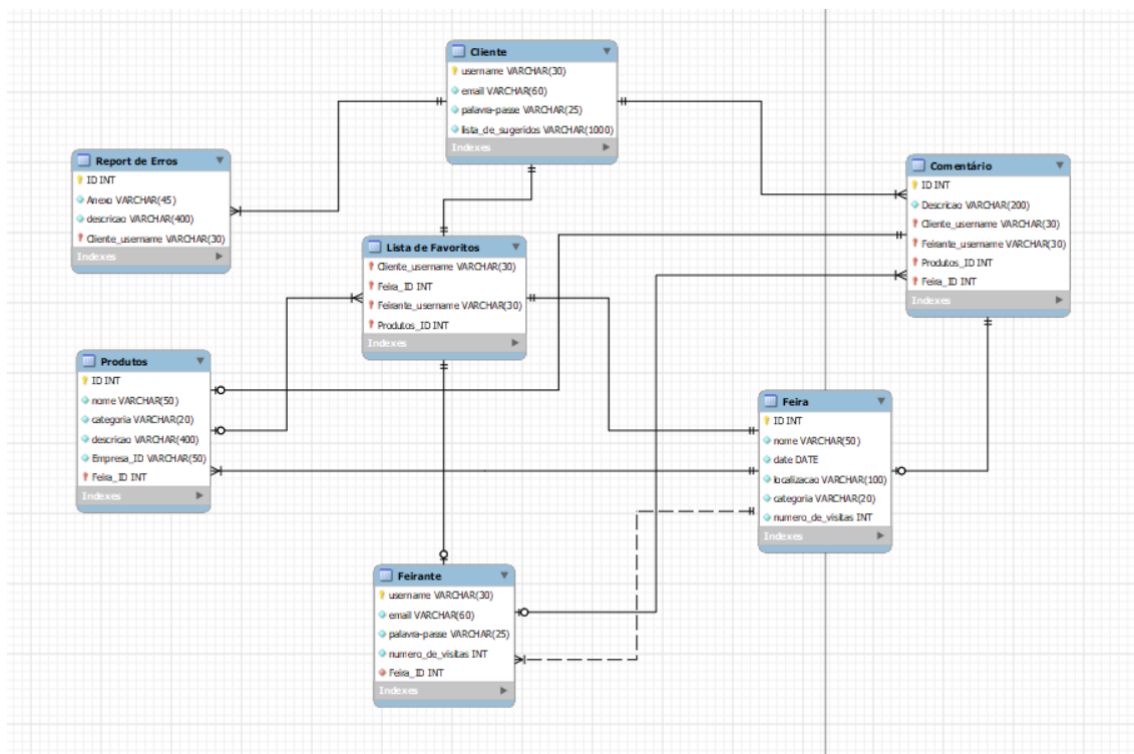 Cliente
username VARCHAR(30)
email VARCHAR(60)
palavra-passe VARCHAR(25)
lista_de_sugeridos VARCHAR(1000)
Indexes
Report de Erros
ID INT
Anexo VARCHAR(45)
descricao VARCHAR(400)
Cliente_username VARCHAR(30)
Indexes
Comentário
ID INT
Descricao VARCHAR(200)
Cliente_username VARCHAR(30)
Feirante_username VARCHAR(30)
Produtos_ID INT
Feira_ID INT
Indexes
Lista de Favoritos
Cliente_username VARCHAR(30)
Feira_ID INT
Feirante_username VARCHAR(30)
Produtos_ID INT
Indexes
Produtos
ID INT
nome VARCHAR(50)
categoria VARCHAR(20)
descricao VARCHAR(400)
Empresa_ID VARCHAR(50)
Feira_ID INT
Indexes
Feira
ID INT
nome VARCHAR(50)
date DATE
localizacao VARCHAR(100)
categoria VARCHAR(20)
numero_de_visitas INT
Indexes
Feirante
username VARCHAR(30)
email VARCHAR(60)
palavra-passe VARCHAR(25)
numero_de_visitas INT
Feira_ID INT
Indexes